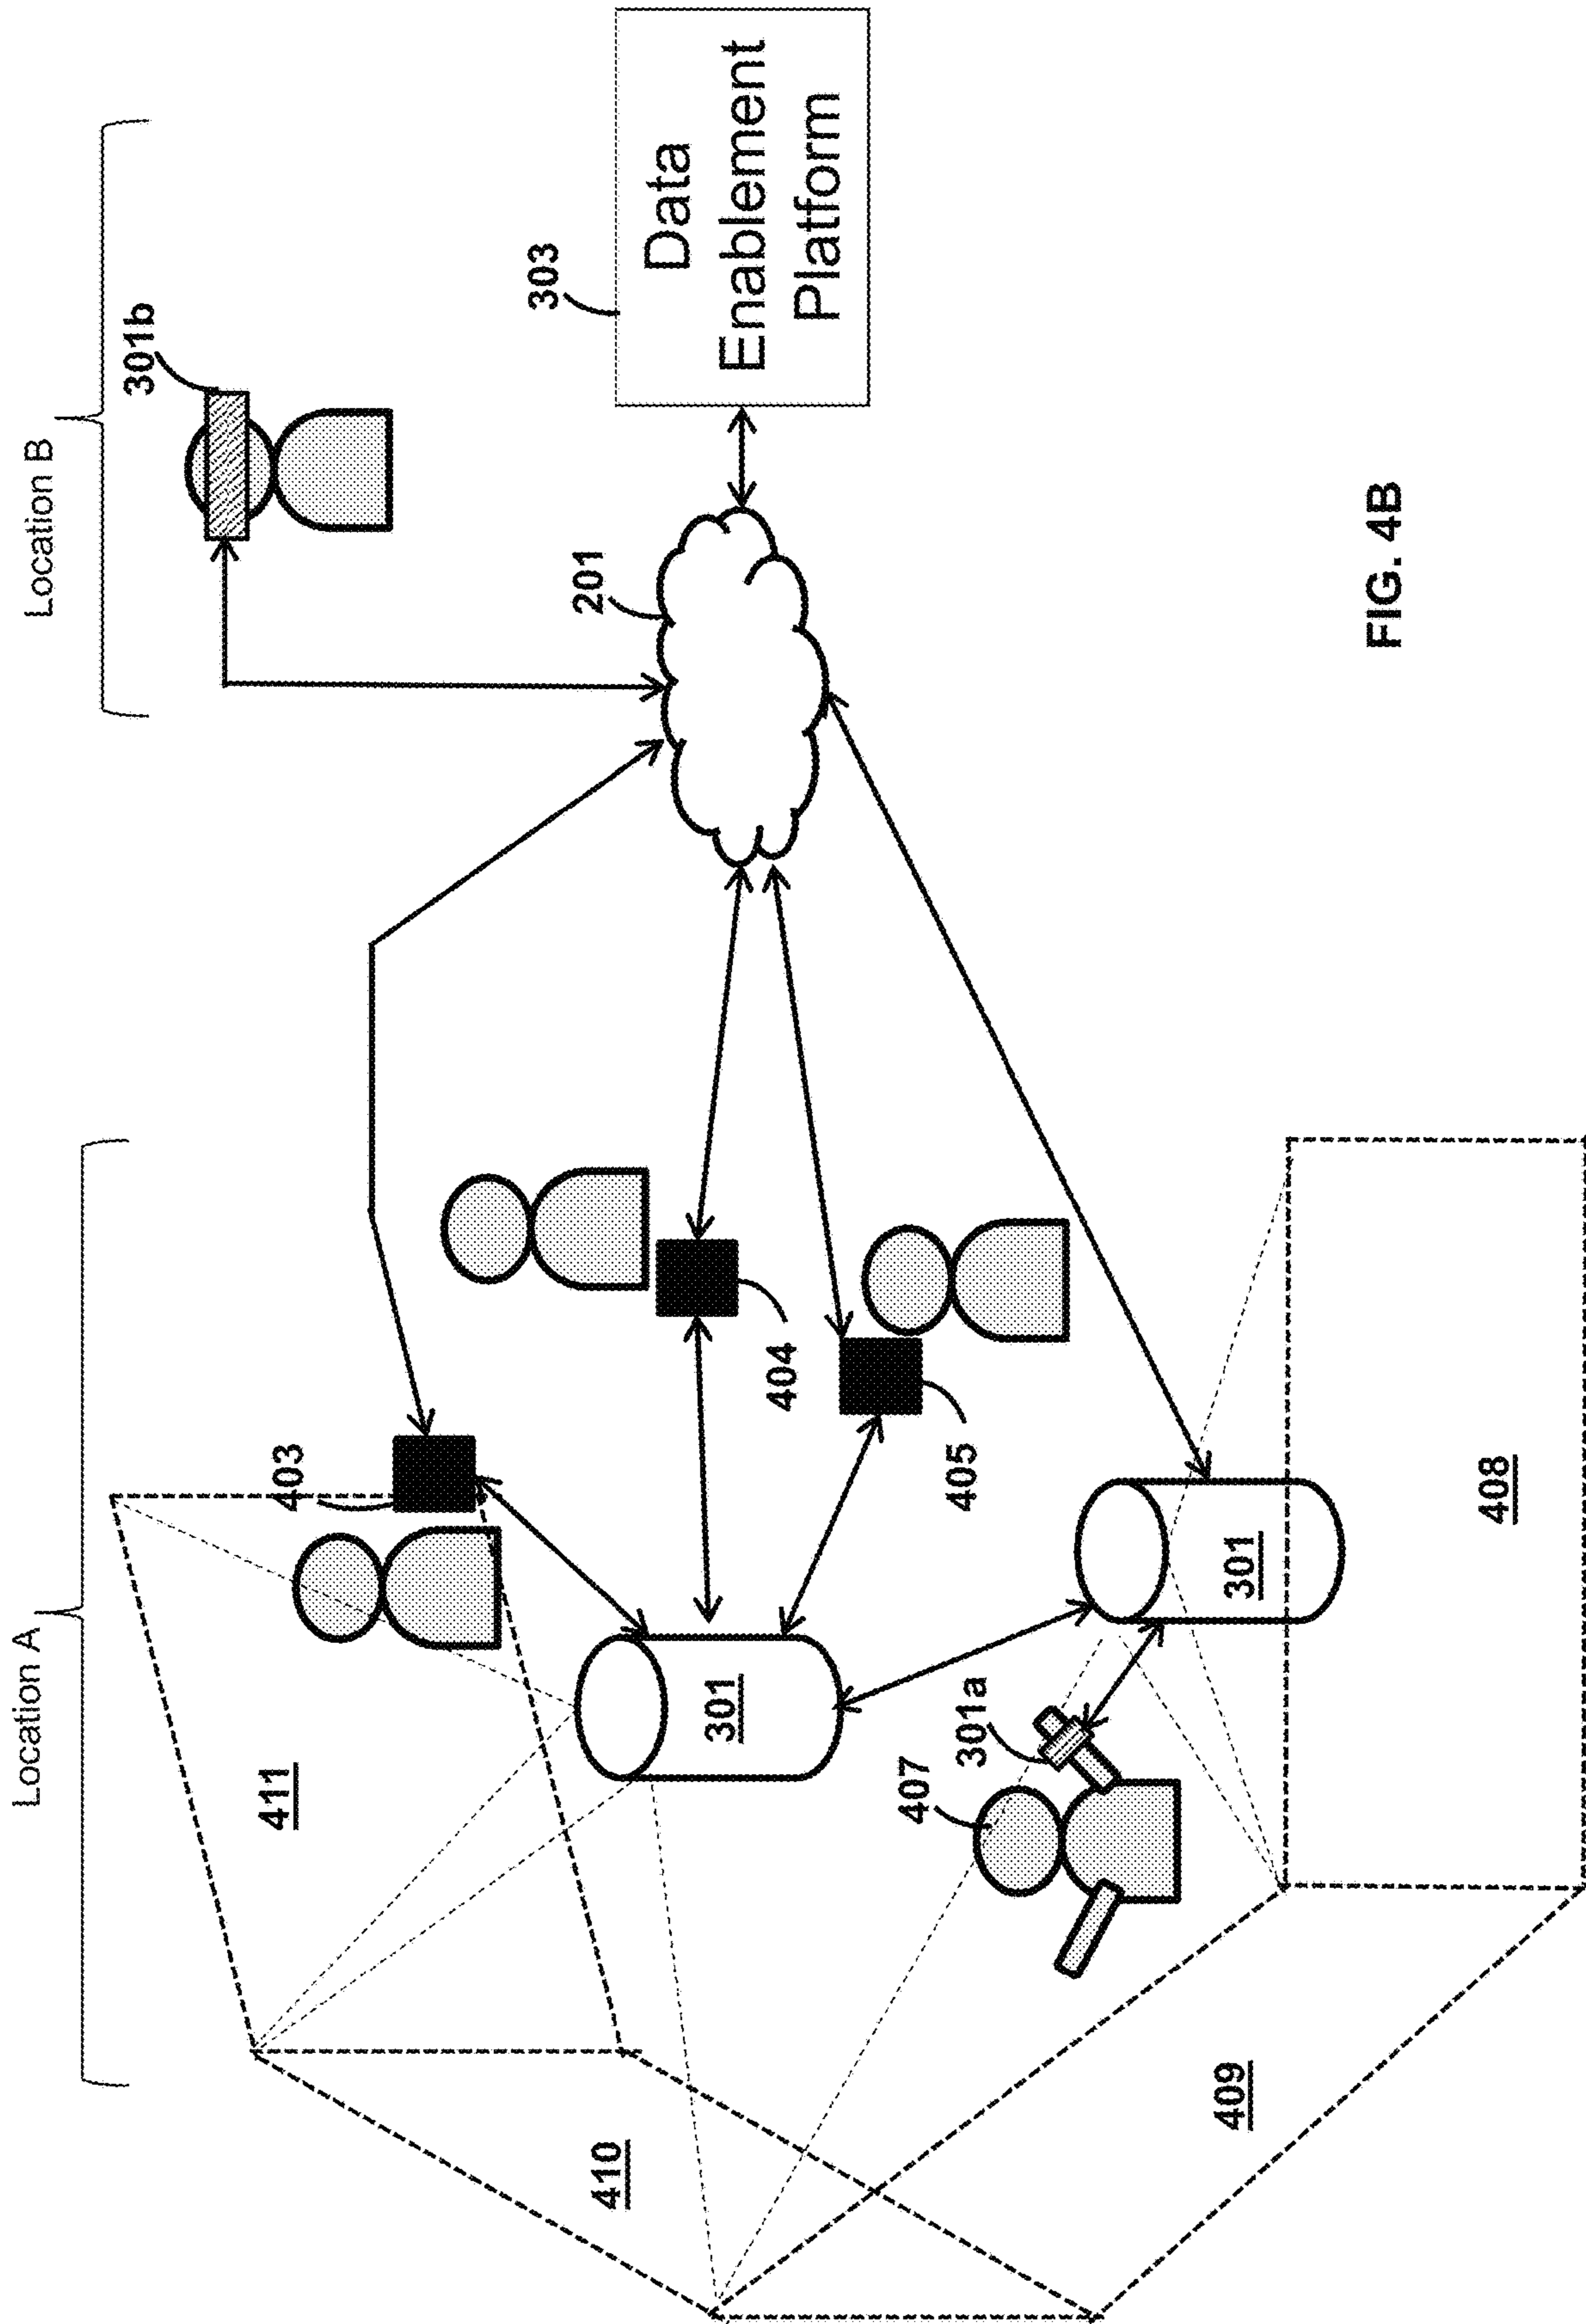 Location A
Location B
411
403
301b
410
301
404
201
303
Data
Enablement
Platform
407
301a
405
409
301
408
FIG. 4B